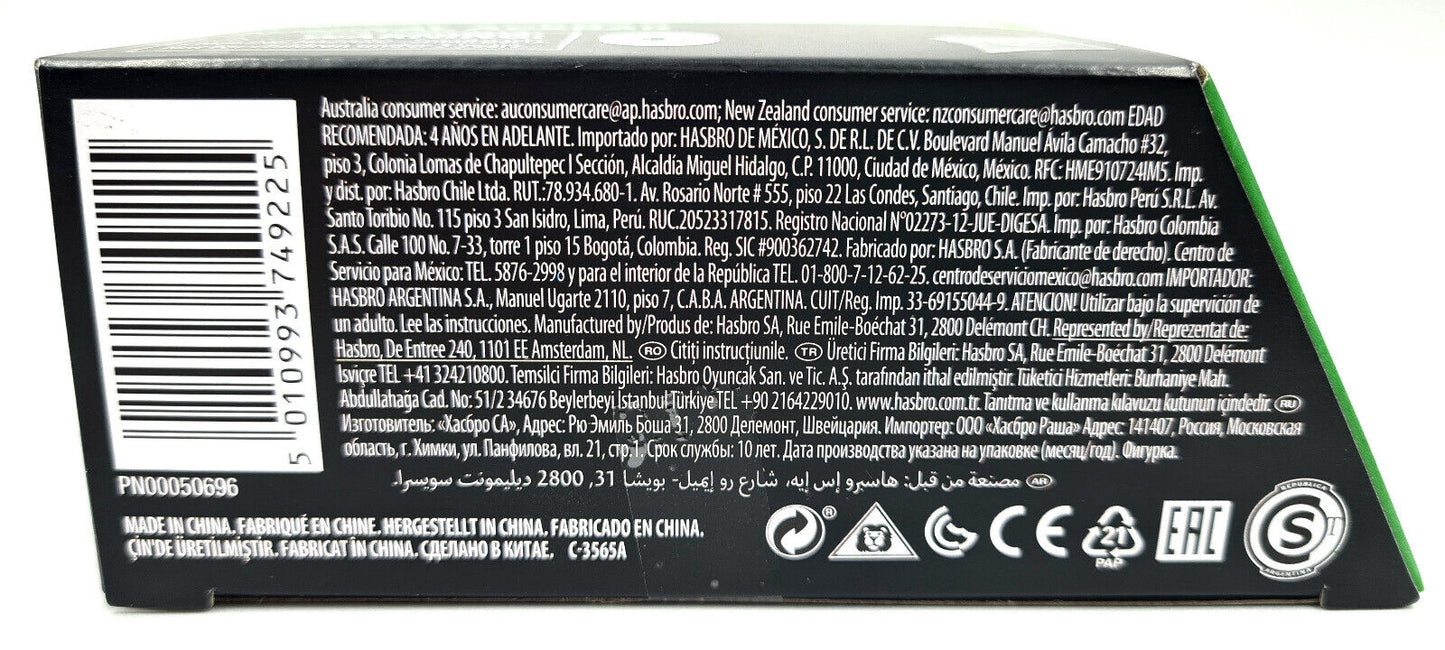 5 010993 749225
PN00050696
Australia consumer service: auconsumercare@ap.hasbro.com; New Zealand consumer service: nzconsumercare@hasbro.com EDAD
RECOMENDADA: 4 AÑOS EN ADELANTE. Importado por: HASBRO DE MÉXICO, S. DE R.L. DE C.V. Boulevard Manuel Ávila Camacho #32,
piso 3, Colonia Lomas de Chapultepec I Sección, Alcaldía Miguel Hidalgo, C.P. 11000, Ciudad de México, México. RFC: HME910724IM5. Imp.
y dist. por: Hasbro Chile Ltda. RUT.:78.934.680-1. Av. Rosario Norte # 555, piso 22 Las Condes, Santiago, Chile. Imp. por: Hasbro Perú S.R.L. Av.
Santo Toribio No. 115 piso 3 San Isidro, Lima, Perú. RUC.20523317815. Registro Nacional N°02273-12-JUE-DIGESA. Imp. por: Hasbro Colombia
S.A.S. Calle 100 No. 7-33, torre 1 piso 15 Bogotá, Colombia. Reg. SIC #900362742. Fabricado por: HASBRO S.A. (Fabricante de derecho). Centro de
Servicio para México: TEL. 5876-2998 y para el interior de la República TEL. 01-800-7-12-62-25. centrodeserviciomexico@hasbro.com IMPORTADOR:
HASBRO ARGENTINA S.A., Manuel Ugarte 2110, piso 7, C.A.B.A. ARGENTINA. CUIT/Reg. Imp. 33-69155044-9. ATENCION! Utilizar bajo la supervición de
un adulto. Lee las instrucciones. Manufactured by/Produs de: Hasbro SA, Rue Emile-Boéchat 31, 2800 Delémont CH. Represented by/Reprezentat de:
Hasbro, De Entree 240, 1101 EE Amsterdam, NL. RO Citiți instrucțiunile. TR Üretici Firma Bilgileri: Hasbro SA, Rue Emile-Boéchat 31, 2800 Delémont
Isviçre TEL +41 324210800. Temsilci Firma Bilgileri: Hasbro Oyuncak San. ve Tic. A.Ş. tarafından ithal edilmiştir. Tüketici Hizmetleri: Burhaniye Mah.
Abdullahağa Cad. No: 51/2 34676 Beylerbeyi İstanbul Türkiye TEL +90 2164229010. www.hasbro.com.tr. Tanıtma ve kullanma kılavuzu kutunun içindedir. RU
Изготовитель: «Хасбро СА», Адрес: Рю Эмиль Боша 31, 2800 Делемонт, Швейцария. Импортер: ООО «Хасбро Раша» Адрес: 141407, Россия, Московская
область, г. Химки, ул. Панфилова, вл. 21, стр.1. Срок службы: 10 лет. Дата производства указана на упаковке (месяц/год). Фигурка.
AR مصنعة من قبل: هاسبرو إس إيه، شارع رو إيميل- بويشا 31، 2800 ديليمونت سويسرا.
MADE IN CHINA. FABRIQUÉ EN CHINE. HERGESTELLT IN CHINA. FABRICADO EN CHINA.
ÇİN'DE ÜRETİLMİŞTİR. FABRICAT ÎN CHINA. СДЕЛАНО В КИТАЕ. C-3565A
®
CE
21
PAP
EAC
REPUBLICA
S
ARGENTINA